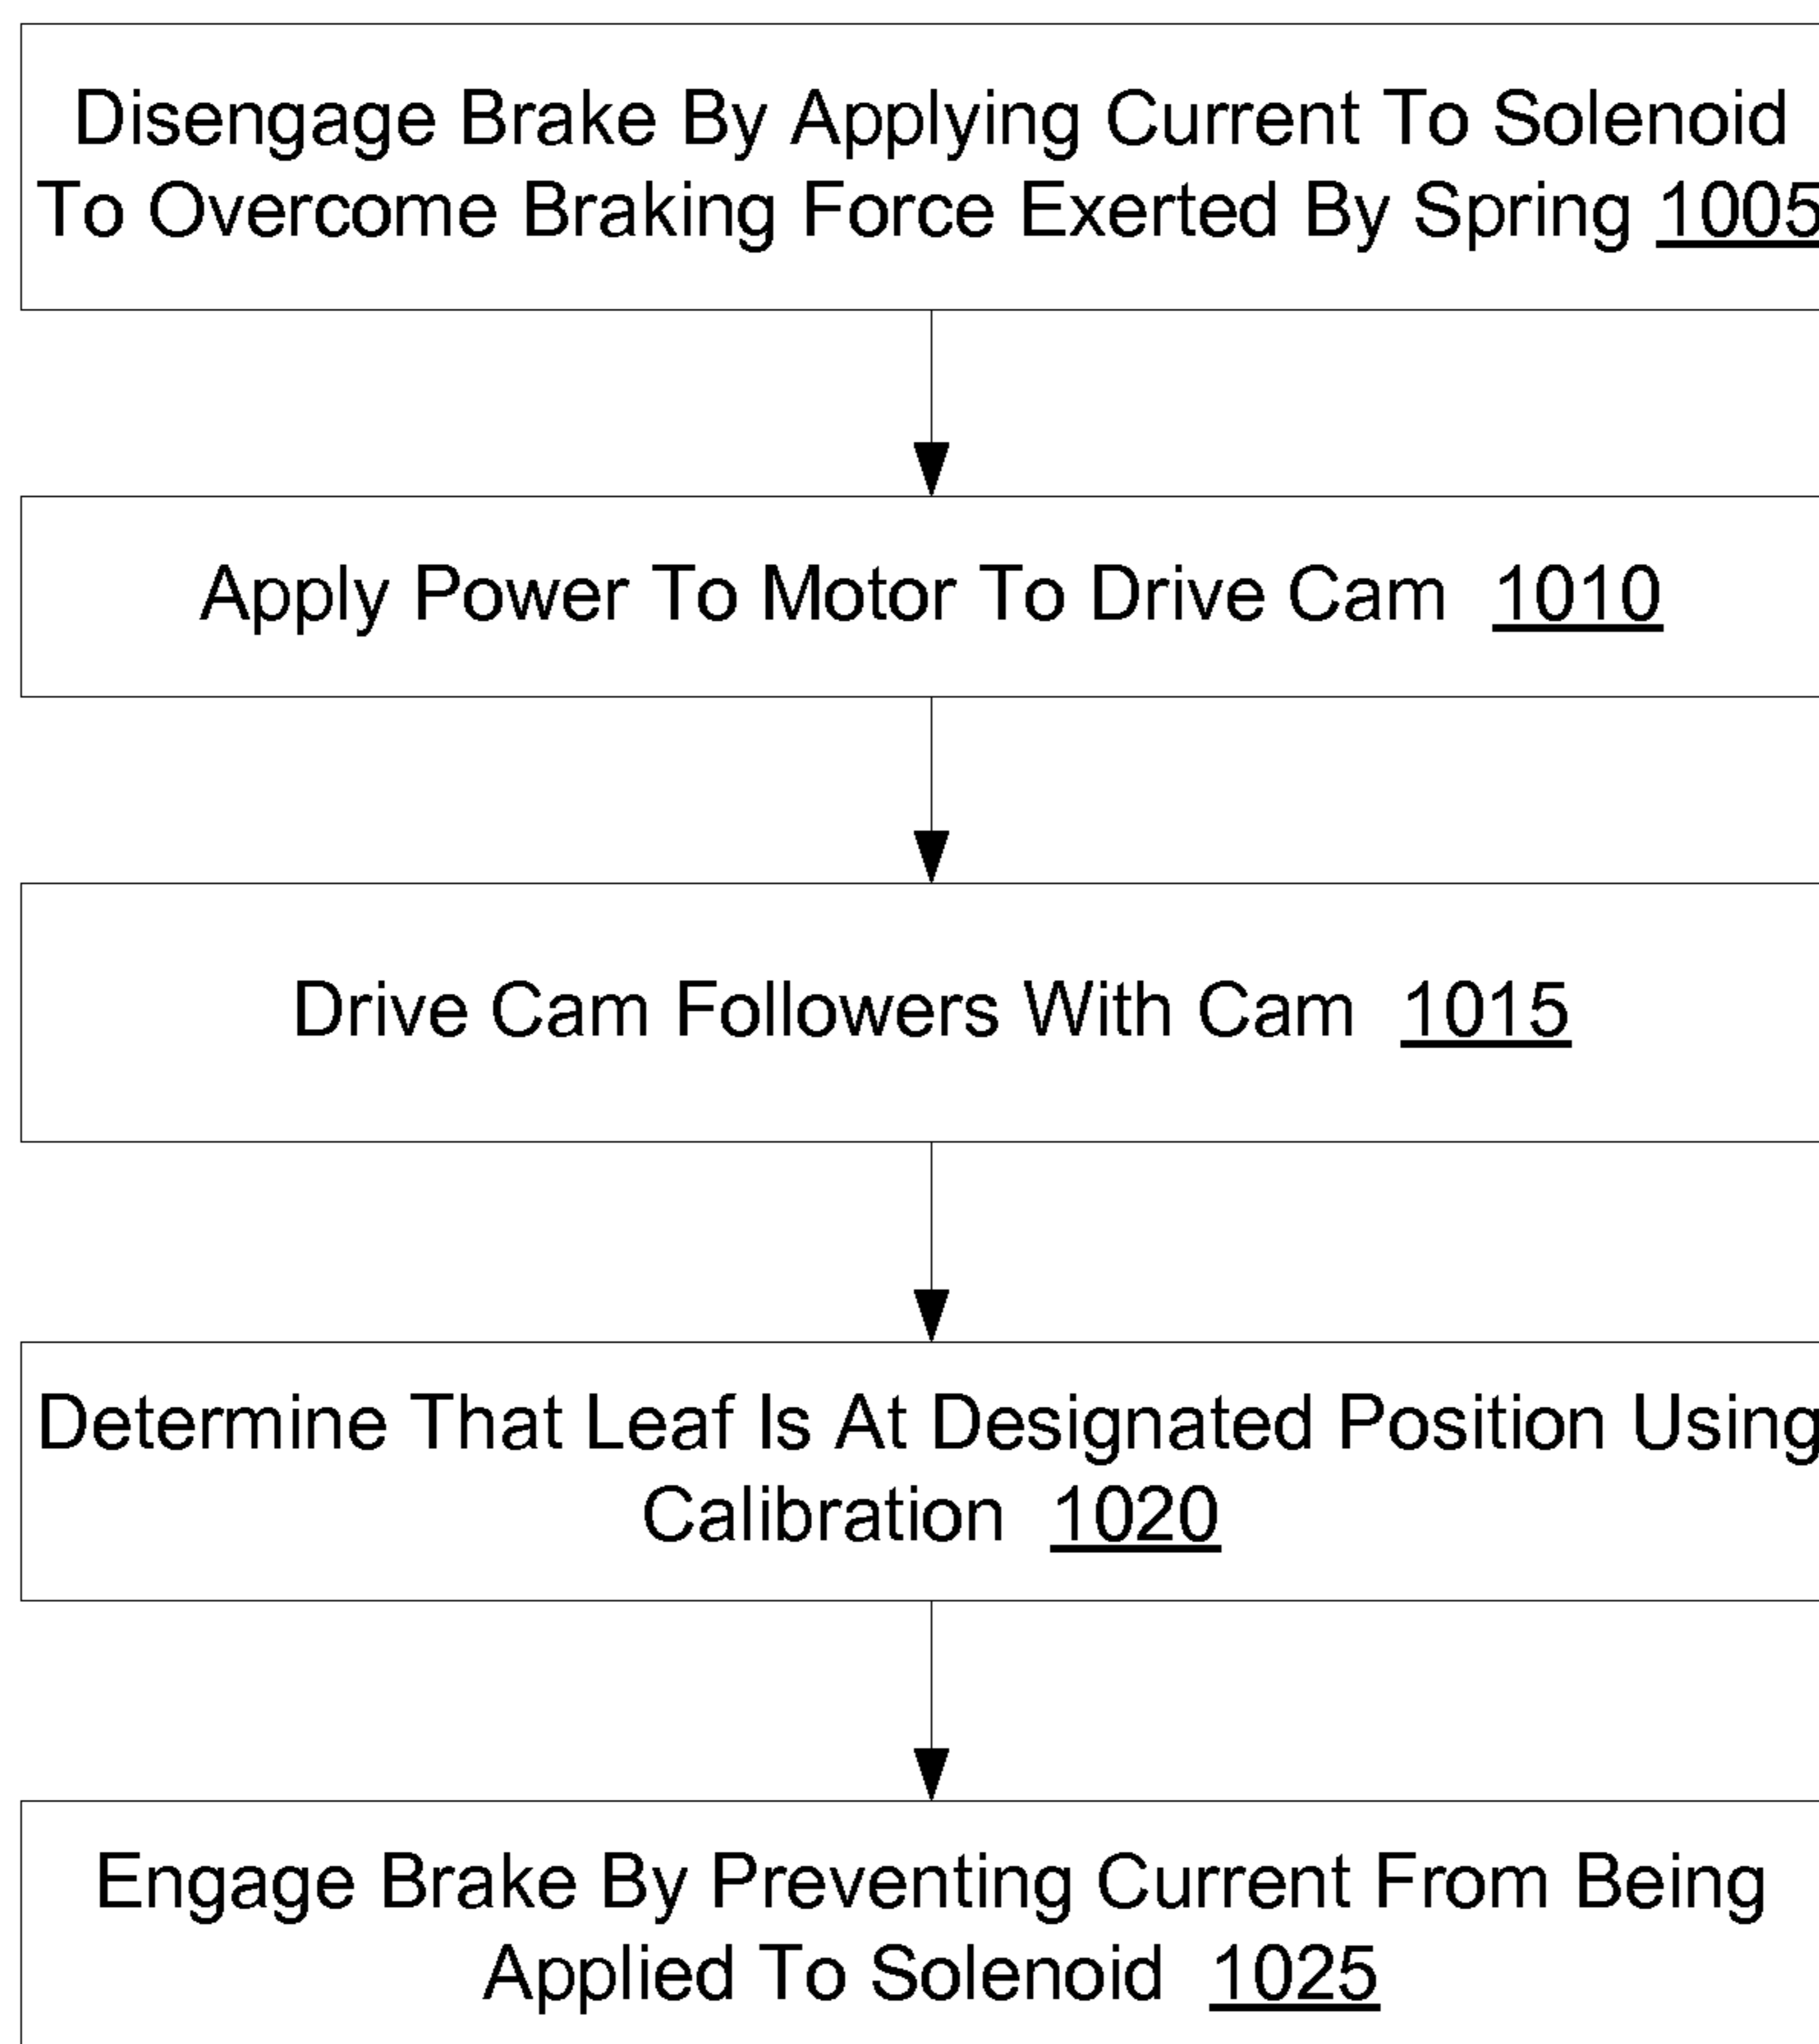 Disengage Brake By Applying Current To Solenoid
To Overcome Braking Force Exerted By Spring 1005
Apply Power To Motor To Drive Cam 1010
Drive Cam Followers With Cam 1015
Determine That Leaf Is At Designated Position Using
Calibration 1020
Engage Brake By Preventing Current From Being
Applied To Solenoid 1025